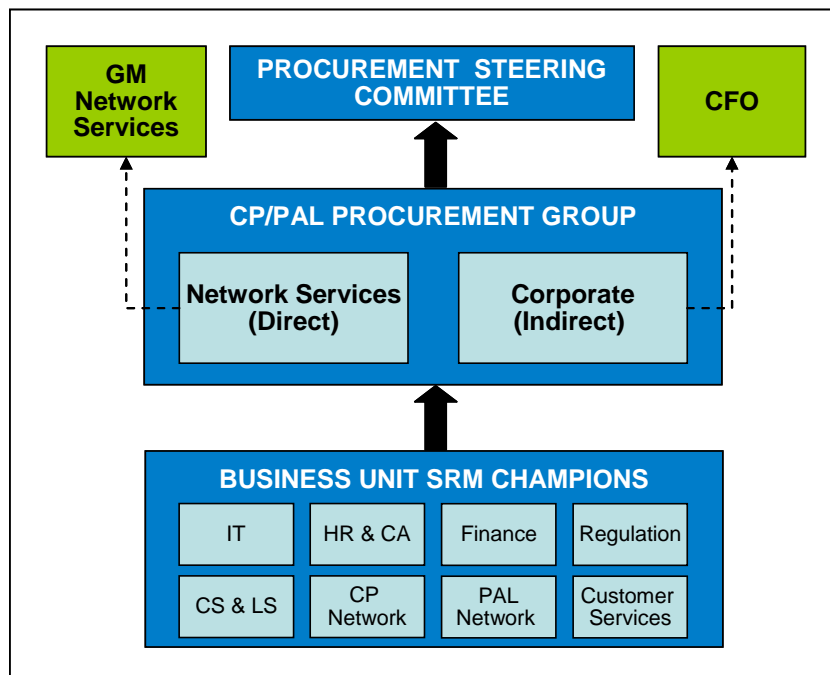 GM
Network
Services
PROCUREMENT STEERING
COMMITTEE
CFO
CP/PAL PROCUREMENT GROUP
Network Services
(Direct)
Corporate
(Indirect)
BUSINESS UNIT SRM CHAMPIONS
IT
HR & CA
Finance
Regulation
CS & LS
CP
Network
PAL
Network
Customer
Services